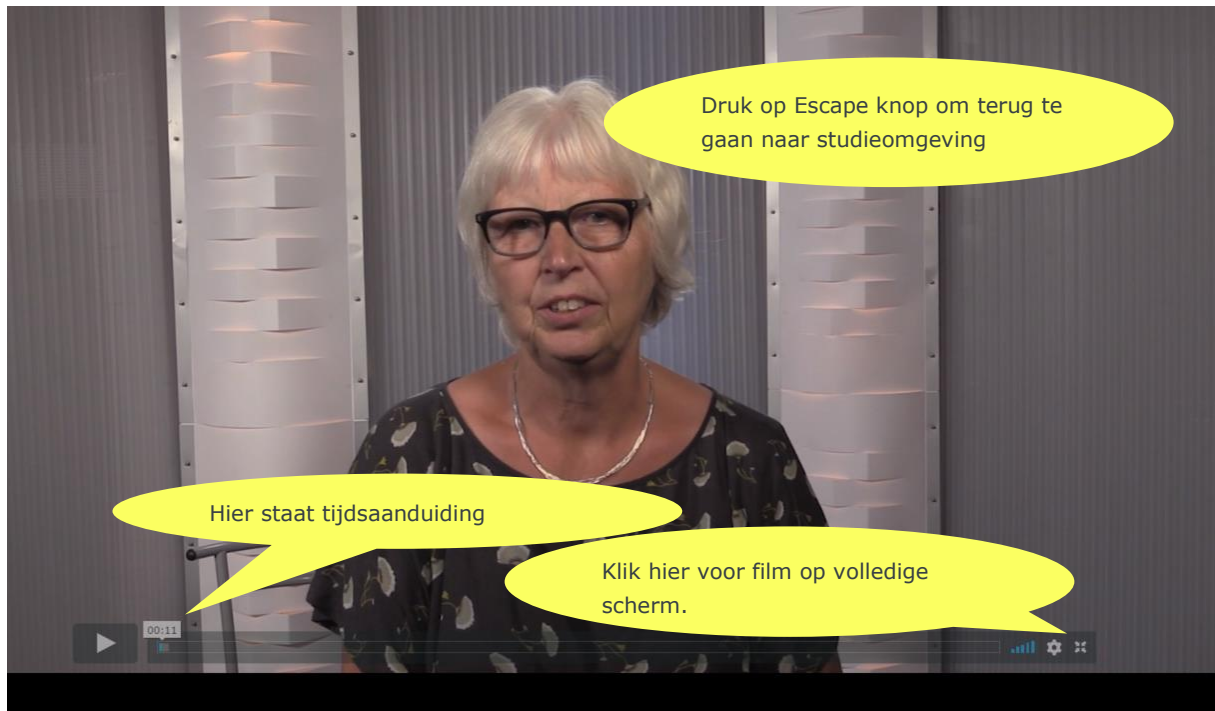 Druk op Escape knop om terug te
gaan naar studieomgeving
Hier staat tijdsaanduiding
Klik hier voor film op volledige
scherm.
00:11